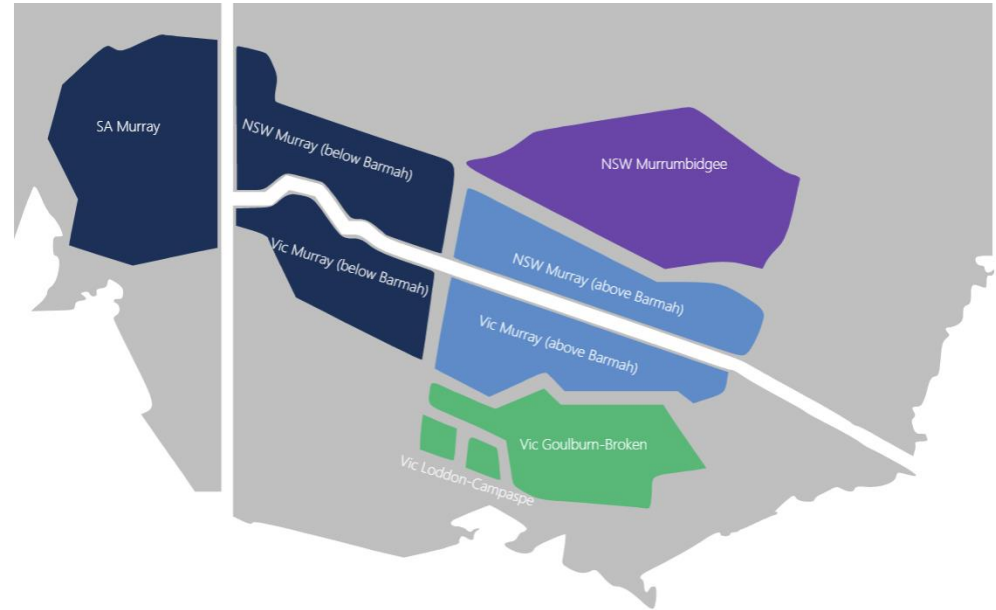 SA Murray
NSW Murray (below Barmah)
NSW Murrumbidgee
Vic Murray (below Barmah)
NSW Murray (above Barmah)
Vic Murray (above Barmah)
Vic Goulburn-Broken
Vic Loddon-Campaspe